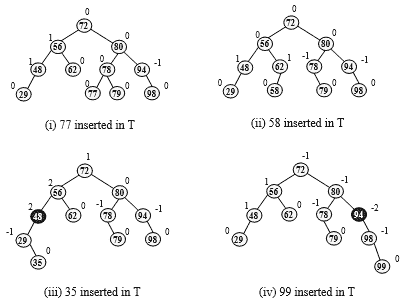 0
72
1 56 0 80
1 48 0 62 0 78 -1 94
0 29 0 77 79 0 98 0
(i) 77 inserted in T
0
72
0 56 0 80
1 48 62 1 -1 78 94 -1
0 29 58 0 79 0 98 0
(ii) 58 inserted in T
1
72
2 56 0 80
2 48 0 62 -1 78 -1 94
-1 29 79 0 98 0
35 0
(iii) 35 inserted in T
-1
72
1 56 -1 80
1 48 0 62 -1 78 94 -2
0 29 79 0 98 -1
99 0
(iv) 99 inserted in T